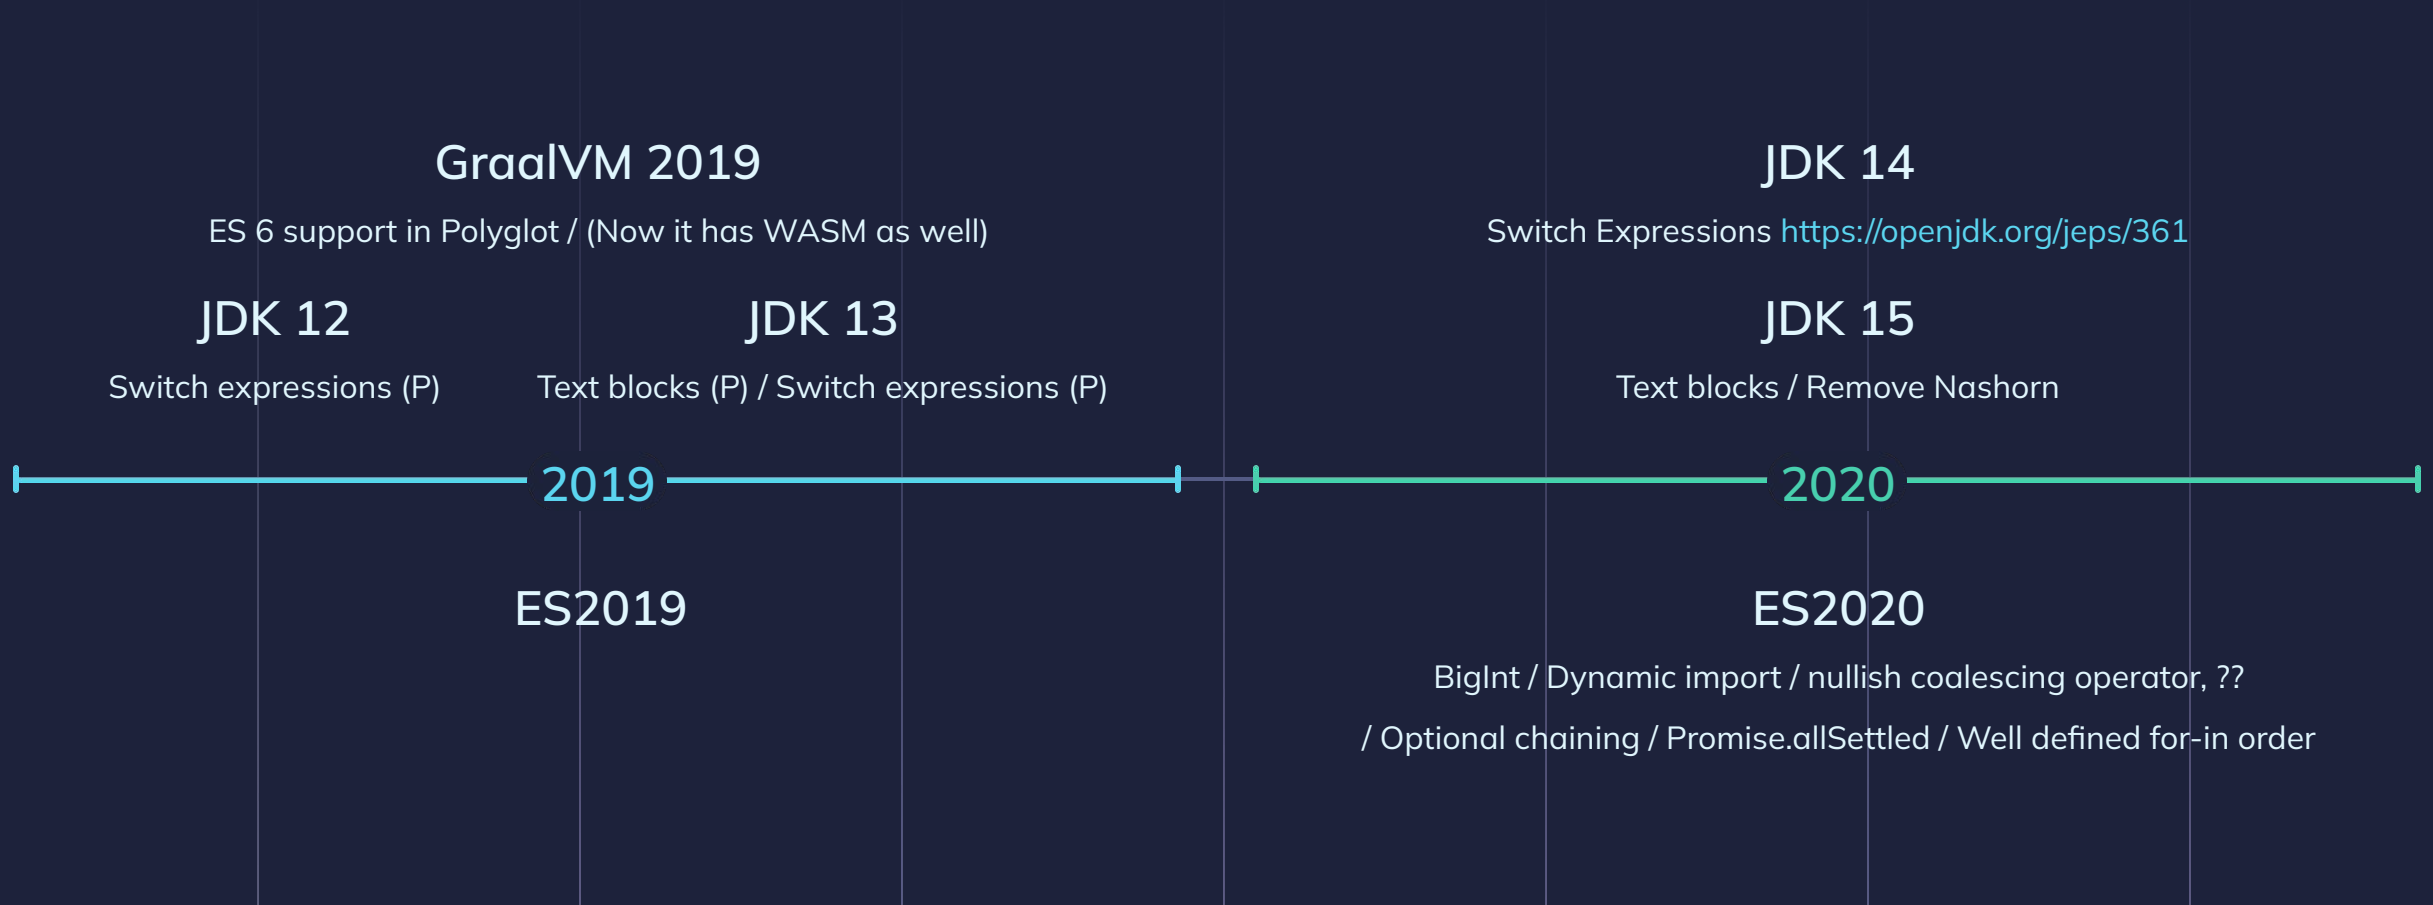 GraalVM 2019
ES 6 support in Polyglot / (Now it has WASM as well)
JDK 12
Switch expressions (P)
JDK 13
Text blocks (P) / Switch expressions (P)
2019
ES2019
JDK 14
Switch Expressions https://openjdk.org/jeps/361
JDK 15
Text blocks / Remove Nashorn
2020
ES2020
BigInt / Dynamic import / nullish coalescing operator, ??
/ Optional chaining / Promise.allSettled / Well defined for-in order